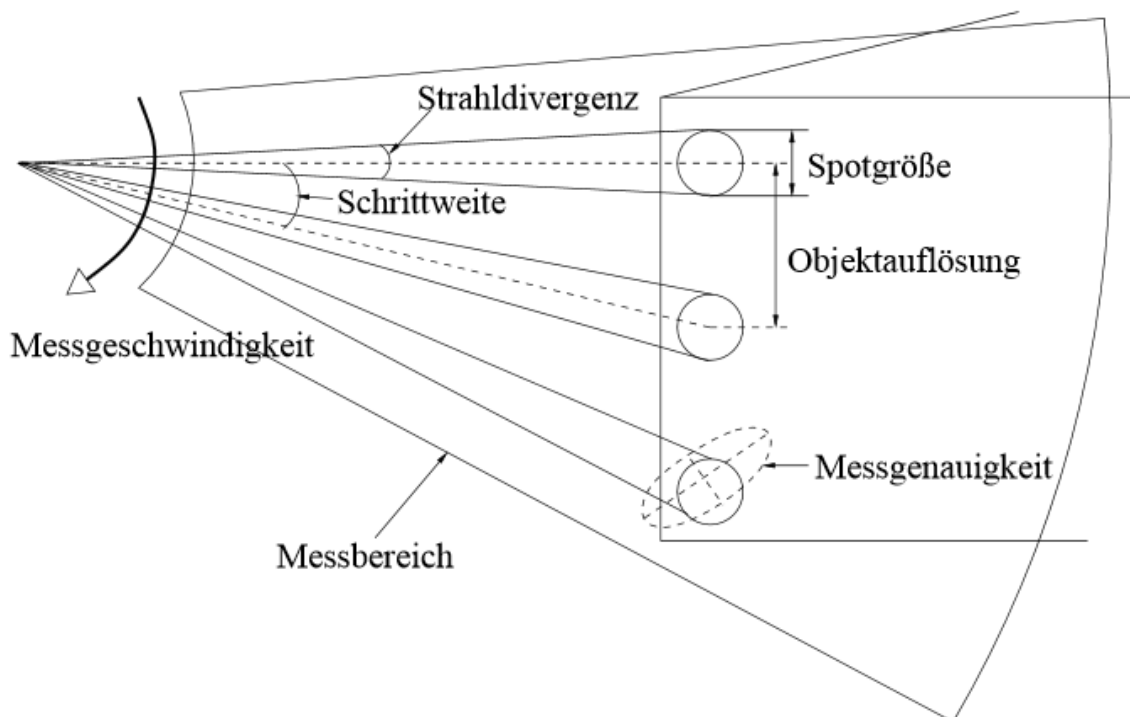 Strahldivergenz
Spotgröße
Schrittweite
Objektauflösung
Messgeschwindigkeit
Messgenauigkeit
Messbereich